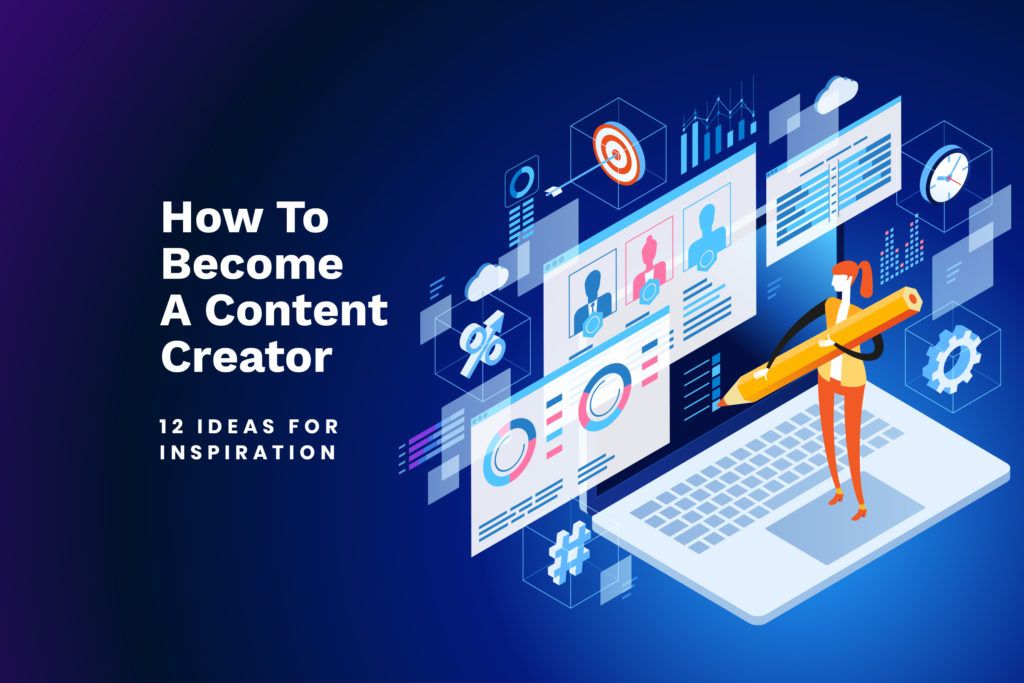 How To
Become
A Content
Creator
12 IDEAS FOR
INSPIRATION